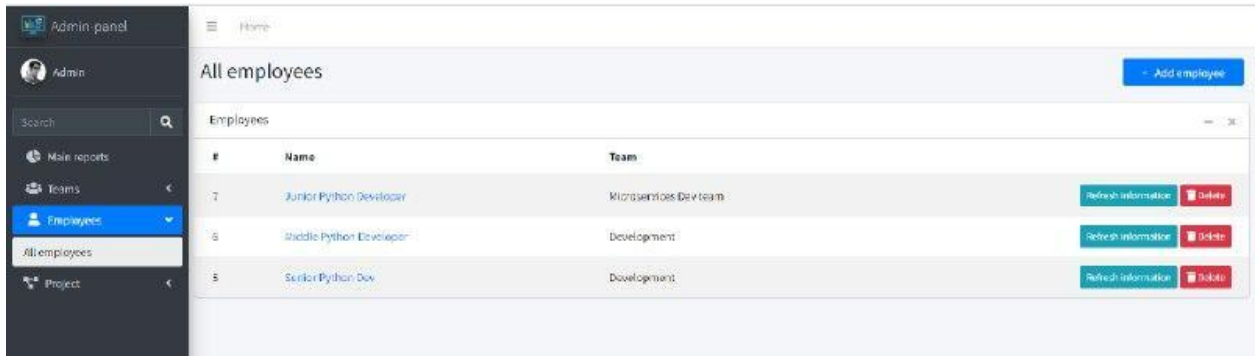 Admin-panel
Home
Admin
All employees
Add employee
Search
Employees
Main reports
# Name Team
Teams
7 Junior Python Developer Microservices Dev team Refresh information Delete
Employees
6 Middle Python Developer Development Refresh information Delete
All employees
5 Senior Python Dev Development Refresh information Delete
Project